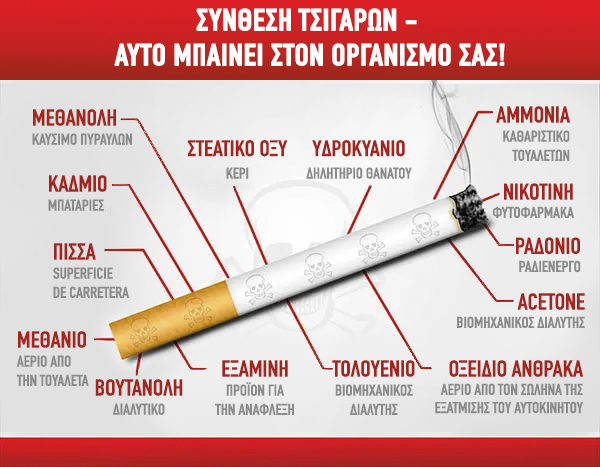 ΣΥΝΘΕΣΗ ΤΣΙΓΑΡΩΝ –
ΑΥΤΟ ΜΠΑΙΝΕΙ ΣΤΟΝ ΟΡΓΑΝΙΣΜΟ ΣΑΣ!
ΜΕΘΑΝΟΛΗ
ΚΑΥΣΙΜΟ ΠΥΡΑΥΛΩΝ
ΣΤΕΑΤΙΚΟ ΟΞΥ
ΚΕΡΙ
ΥΔΡΟΚΥΑΝΙΟ
ΔΗΛΗΤΗΡΙΟ ΘΑΝΑΤΟΥ
ΑΜΜΟΝΙΑ
ΚΑΘΑΡΙΣΤΙΚΟ
ΤΟΥΑΛΕΤΩΝ
ΚΑΔΜΙΟ
ΜΠΑΤΑΡΙΕΣ
ΝΙΚΟΤΙΝΗ
ΦΥΤΟΦΑΡΜΑΚΑ
ΠΙΣΣΑ
SUPERFICIE
DE CARRETERA
ΡΑΔΟΝΙΟ
ΡΑΔΙΕΝΕΡΓΟ
ACETONE
ΒΙΟΜΗΧΑΝΙΚΟΣ ΔΙΑΛΥΤΗΣ
ΜΕΘΑΝΙΟ
ΑΕΡΙΟ ΑΠΟ
ΤΗΝ ΤΟΥΑΛΕΤΑ
ΒΟΥΤΑΝΟΛΗ
ΔΙΑΛΥΤΙΚΟ
ΕΞΑΜΙΝΗ
ΠΡΟΪΟΝ ΓΙΑ
ΤΗΝ ΑΝΑΦΛΕΞΗ
ΤΟΛΟΥΕΝΙΟ
ΒΙΟΜΗΧΑΝΙΚΟΣ
ΔΙΑΛΥΤΗΣ
ΟΞΕΙΔΙΟ ΑΝΘΡΑΚΑ
ΑΕΡΙΟ ΑΠΟ ΤΟΝ ΣΩΛΗΝΑ ΤΗΣ
ΕΞΑΤΜΙΣΗΣ ΤΟΥ ΑΥΤΟΚΙΝΗΤΟΥ